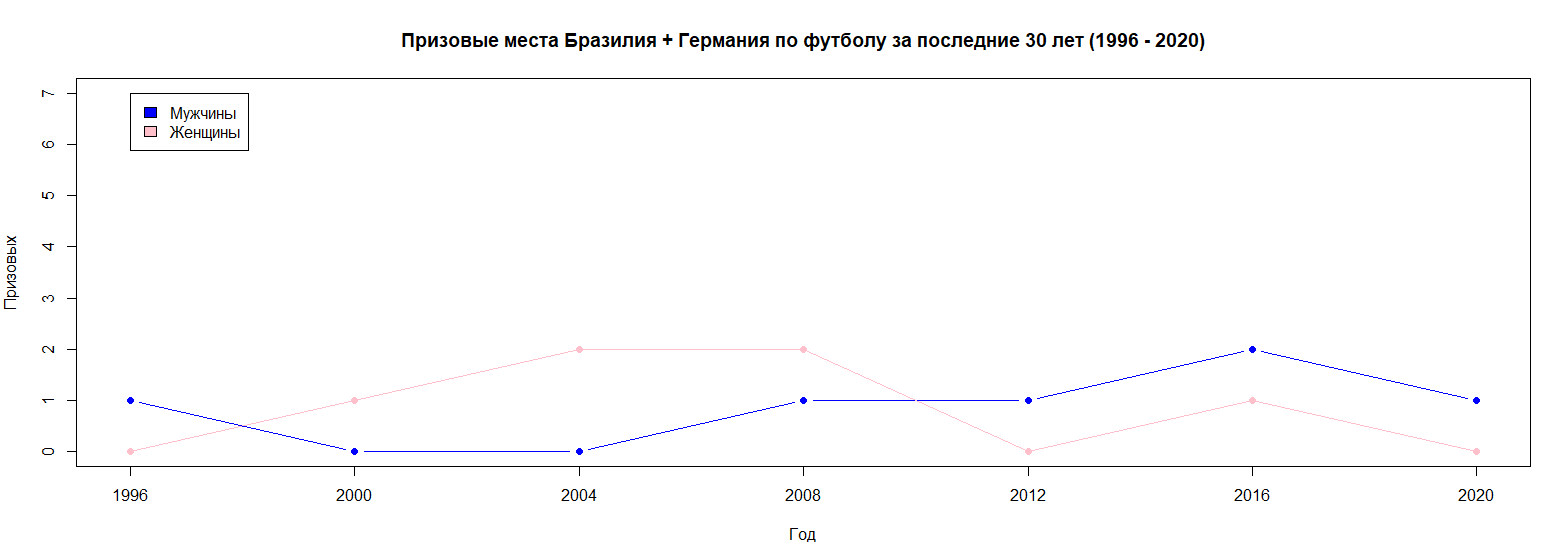 Призовые места Бразилия + Германия по футболу за последние 30 лет (1996 - 2020)
Мужчины
Женщины
Призовых
7
6
5
4
3
2
1
0
1996 2000 2004 2008 2012 2016 2020
Год